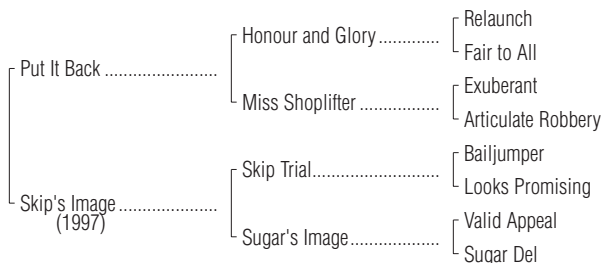 Relaunch
Honour and Glory .............
Fair to All
Put It Back ........................
Exuberant
Miss Shoplifter .................
Articulate Robbery
Bailjumper
Skip Trial...........................
Looks Promising
Skip's Image .....................
(1997)
Valid Appeal
Sugar's Image...................
Sugar Del